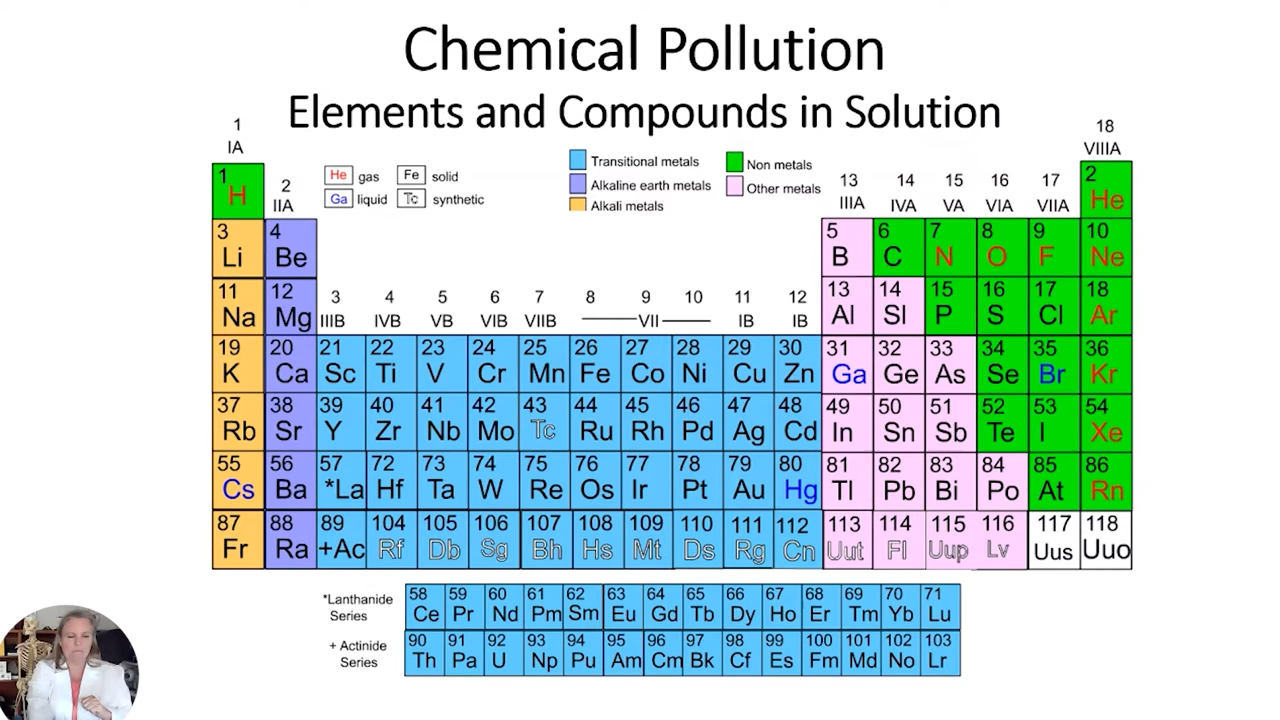 Chemical Pollution
Elements and Compounds in Solution
1 18
IA VIIIA
He gas Fe solid
Ga liquid Tc synthetic
Transitional metals
Alkaline earth metals
Alkali metals
Non metals
Other metals
2 13 14 15 16 17
IIA IIIA IVA VA VIA VIIA
1 2
H He
3 4 5 6 7 8 9 10
Li Be B C N O F Ne
11 12 13 14 15 16 17 18
Na Mg Al Sl P S Cl Ar
3 4 5 6 7 8 9 10 11 12
IIIB IVB VB VIB VIIB VII IB IB
19 20 21 22 23 24 25 26 27 28 29 30 31 32 33 34 35 36
K Ca Sc Ti V Cr Mn Fe Co Ni Cu Zn Ga Ge As Se Br Kr
37 38 39 40 41 42 43 44 45 46 47 48 49 50 51 52 53 54
Rb Sr Y Zr Nb Mo Tc Ru Rh Pd Ag Cd In Sn Sb Te I Xe
55 56 57 72 73 74 75 76 77 78 79 80 81 82 83 84 85 86
Cs Ba *La Hf Ta W Re Os Ir Pt Au Hg Tl Pb Bi Po At Rn
87 88 89 104 105 106 107 108 109 110 111 112 113 114 115 116 117 118
Fr Ra +Ac Rf Db Sg Bh Hs Mt Ds Rg Cn Uut Fl Uup Lv Uus Uuo
*Lanthanide
Series
58 59 60 61 62 63 64 65 66 67 68 69 70 71
Ce Pr Nd Pm Sm Eu Gd Tb Dy Ho Er Tm Yb Lu
+ Actinide
Series
90 91 92 93 94 95 96 97 98 99 100 101 102 103
Th Pa U Np Pu Am Cm Bk Cf Es Fm Md No Lr